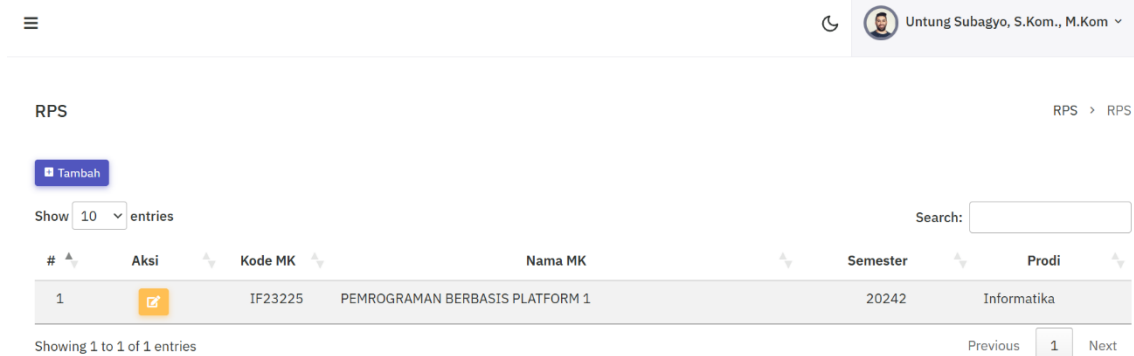 Untung Subagyo, S.Kom., M.Kom
RPS
RPS > RPS
Tambah
Show 10 entries
Search:
# Aksi Kode MK Nama MK Semester Prodi
1 IF23225 PEMROGRAMAN BERBASIS PLATFORM 1 20242 Informatika
Showing 1 to 1 of 1 entries
Previous 1 Next